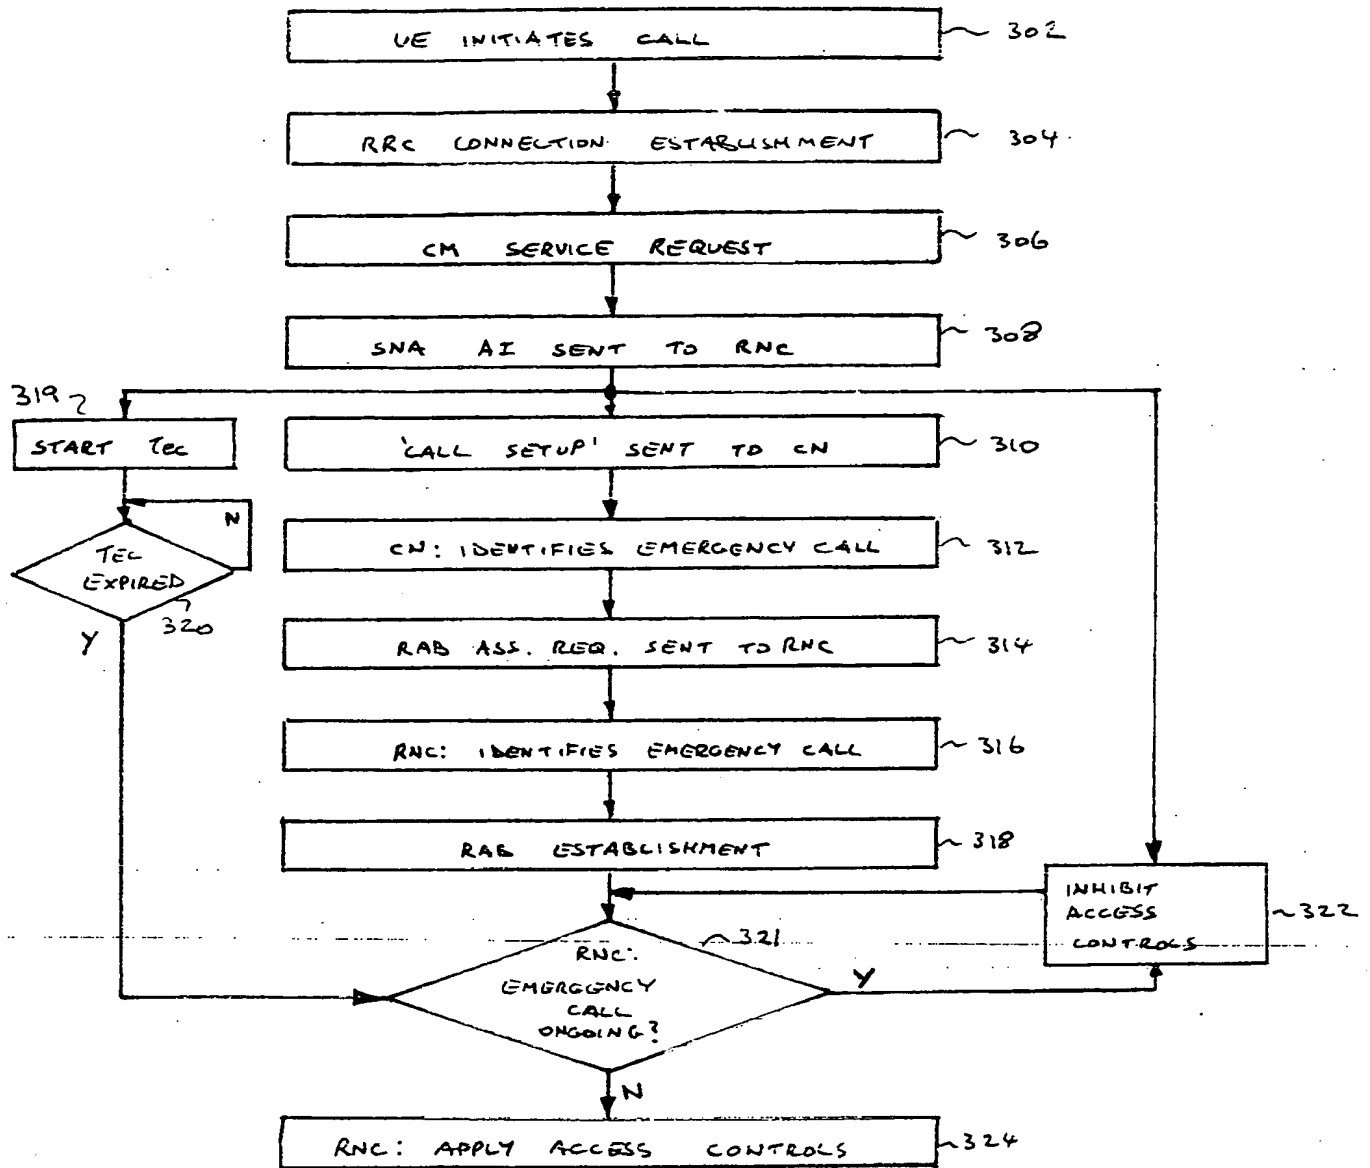 UE INITIATES CALL
302
RRC CONNECTION ESTABLISHMENT
304
CM SERVICE REQUEST
306
SNA AI SENT TO RNC
308
319
START Tec
'CALL SETUP' SENT TO CN
310
N
TEC
EXPIRED
320
Y
CN: IDENTIFIES EMERGENCY CALL
312
RAB ASS. REQ. SENT TO RNC
314
RNC: IDENTIFIES EMERGENCY CALL
316
RAB ESTABLISHMENT
318
INHIBIT
ACCESS
CONTROLS
322
321
RNC:
EMERGENCY
CALL
ONGOING?
Y
N
RNC: APPLY ACCESS CONTROLS
324